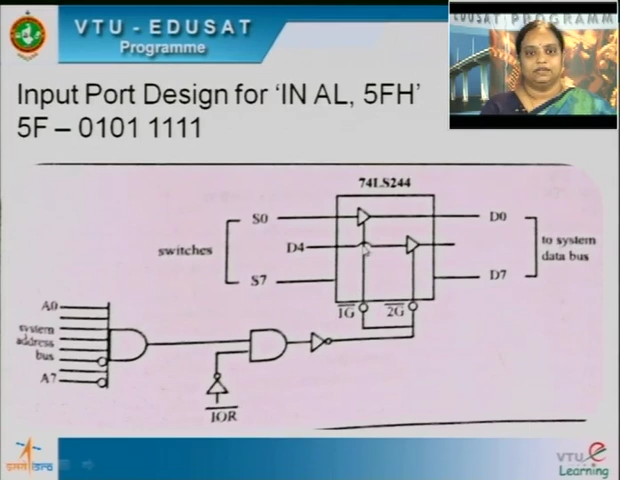 VTU - EDUSAT
Programme
EDUSAT PROGRAMM
Input Port Design for 'IN AL, 5FH'
5F – 0101 1111
74LS244
S0
D0
switches
D4
to system
data bus
S7
D7
1G
2G
A0
system
address
bus
A7
IOR
VTU e
Learning